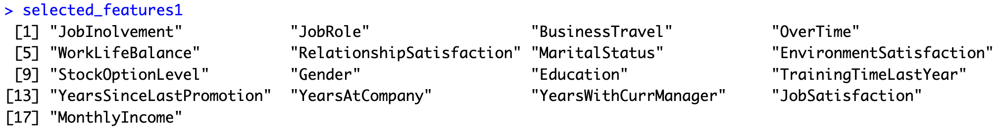 > selected_features1
[1] "JobInolvement" "JobRole" "BusinessTravel" "OverTime"
[5] "WorkLifeBalance" "RelationshipSatisfaction" "MaritalStatus" "EnvironmentSatisfaction"
[9] "StockOptionLevel" "Gender" "Education" "TrainingTimeLastYear"
[13] "YearsSinceLastPromotion" "YearsAtCompany" "YearsWithCurrManager" "JobSatisfaction"
[17] "MonthlyIncome"